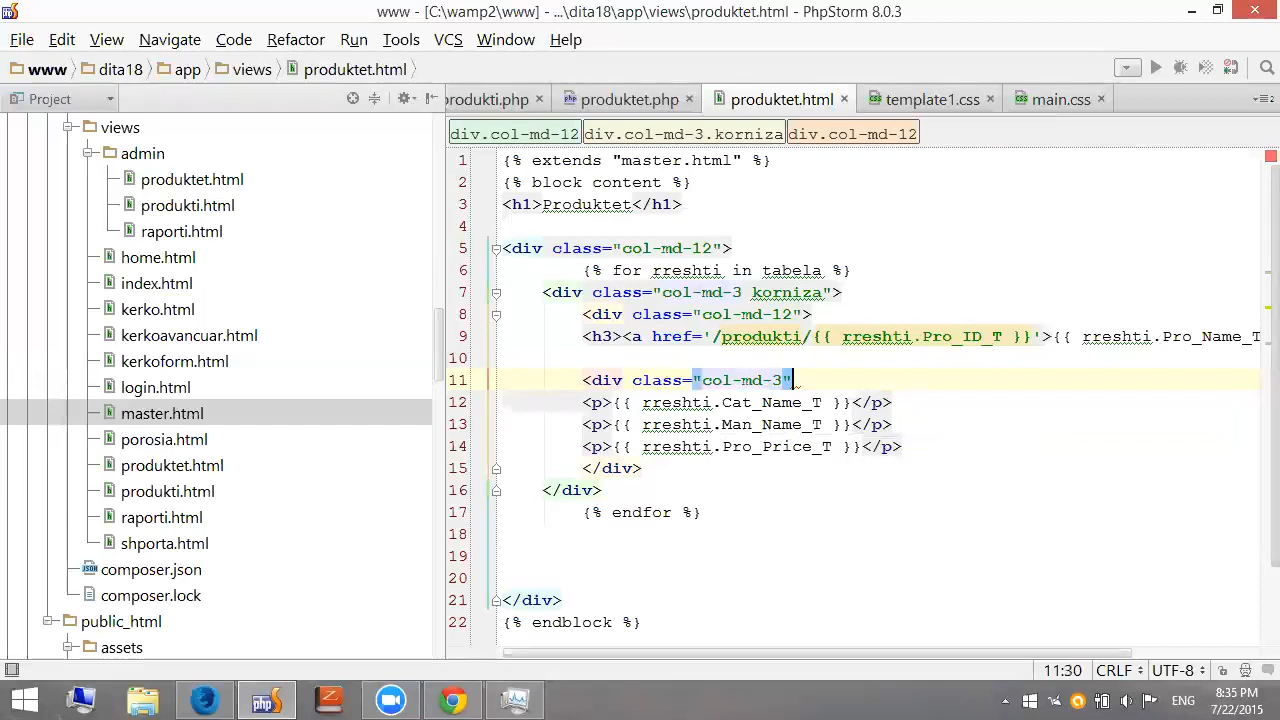 www - [C:\wamp2\www] - ...\dita18\app\views\produktet.html - PhpStorm 8.0.3
File Edit View Navigate Code Refactor Run Tools VCS Window Help
www dita18 app views produktet.html
Project
produkti.php produktet.php produktet.html template1.css main.css
div.col-md-12 div.col-md-3.korniza div.col-md-12
views
admin
produktet.html
produkti.html
raporti.html
home.html
index.html
kerko.html
kerkoavancuar.html
kerkoform.html
login.html
master.html
porosia.html
produktet.html
produkti.html
raporti.html
shporta.html
composer.json
composer.lock
public_html
assets
1 {% extends "master.html" %}
2 {% block content %}
3 <h1>Produktet</h1>
4
5 <div class="col-md-12">
6 {% for rreshti in tabela %}
7 <div class="col-md-3 korniza">
8 <div class="col-md-12">
9 <h3><a href='/produkti/{{ rreshti.Pro_ID_T }}'>{{ rreshti.Pro_Name_T
10
11 <div class="col-md-3"
12 <p>{{ rreshti.Cat_Name_T }}</p>
13 <p>{{ rreshti.Man_Name_T }}</p>
14 <p>{{ rreshti.Pro_Price_T }}</p>
15 </div>
16 </div>
17 {% endfor %}
18
19
20
21 </div>
22 {% endblock %}
11:30 CRLF UTF-8
ENG 8:35 PM
7/22/2015